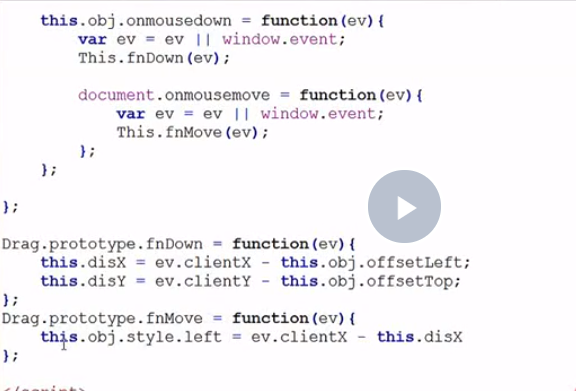 this.obj.onmousedown = function(ev){
var ev = ev || window.event;
This.fnDown(ev);
document.onmousemove = function(ev){
var ev = ev || window.event;
This.fnMove(ev);
};
};
};
Drag.prototype.fnDown = function(ev){
this.disX = ev.clientX - this.obj.offsetLeft;
this.disY = ev.clientY - this.obj.offsetTop;
};
Drag.prototype.fnMove = function(ev){
this.obj.style.left = ev.clientX - this.disX
};